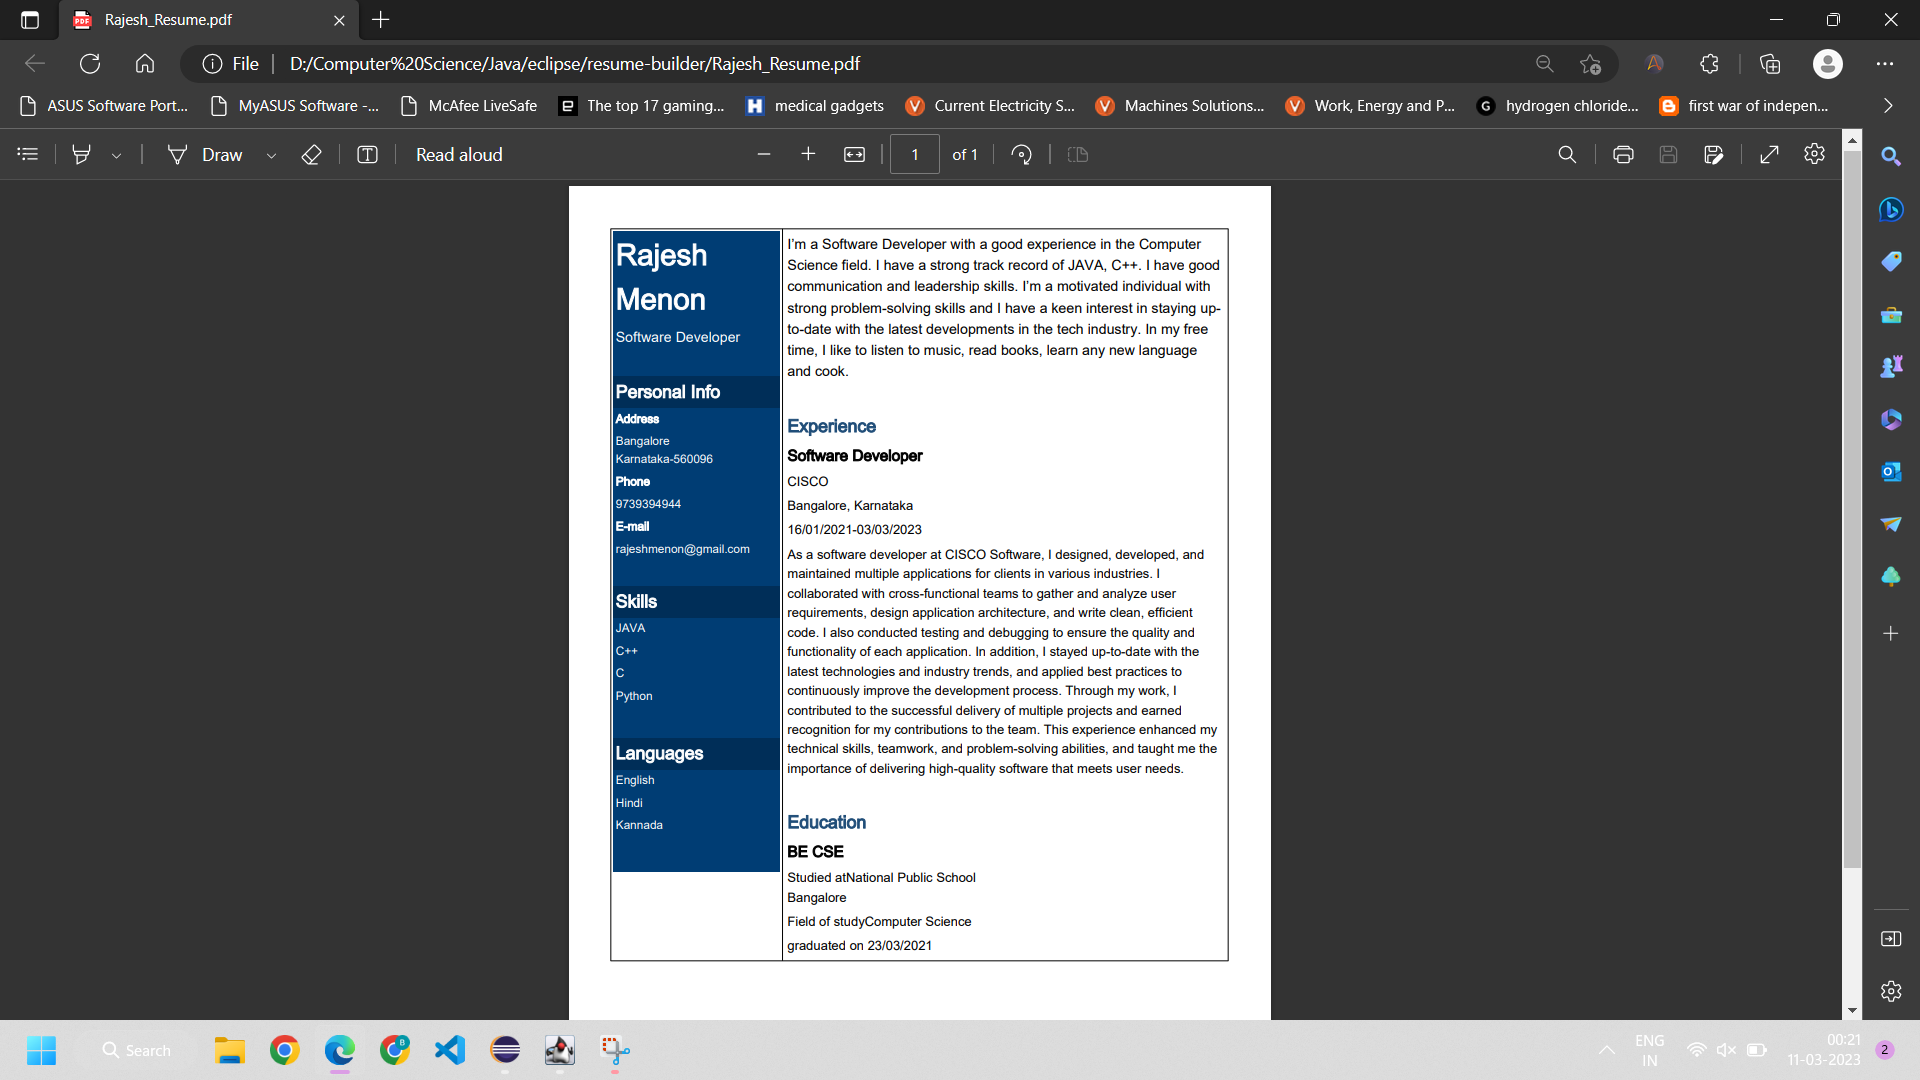 Rajesh_Resume.pdf
File
D:/Computer%20Science/Java/eclipse/resume-builder/Rajesh_Resume.pdf
ASUS Software Port...
MyASUS Software -...
McAfee LiveSafe
The top 17 gaming...
medical gadgets
Current Electricity S...
Machines Solutions...
Work, Energy and P...
hydrogen chloride...
first war of indepen...
Draw
Read aloud
1
of 1
Rajesh
Menon
Software Developer
Personal Info
Address
Bangalore
Karnataka-560096
Phone
9739394944
E-mail
rajeshmenon@gmail.com
Skills
JAVA
C++
C
Python
Languages
English
Hindi
Kannada
I'm a Software Developer with a good experience in the Computer
Science field. I have a strong track record of JAVA, C++. I have good
communication and leadership skills. I'm a motivated individual with
strong problem-solving skills and I have a keen interest in staying up-
to-date with the latest developments in the tech industry. In my free
time, I like to listen to music, read books, learn any new language
and cook.
Experience
Software Developer
CISCO
Bangalore, Karnataka
16/01/2021-03/03/2023
As a software developer at CISCO Software, I designed, developed, and
maintained multiple applications for clients in various industries. I
collaborated with cross-functional teams to gather and analyze user
requirements, design application architecture, and write clean, efficient
code. I also conducted testing and debugging to ensure the quality and
functionality of each application. In addition, I stayed up-to-date with the
latest technologies and industry trends, and applied best practices to
continuously improve the development process. Through my work, I
contributed to the successful delivery of multiple projects and earned
recognition for my contributions to the team. This experience enhanced my
technical skills, teamwork, and problem-solving abilities, and taught me the
importance of delivering high-quality software that meets user needs.
Education
BE CSE
Studied atNational Public School
Bangalore
Field of studyComputer Science
graduated on 23/03/2021
Search
ENG
IN
00:21
11-03-2023
2